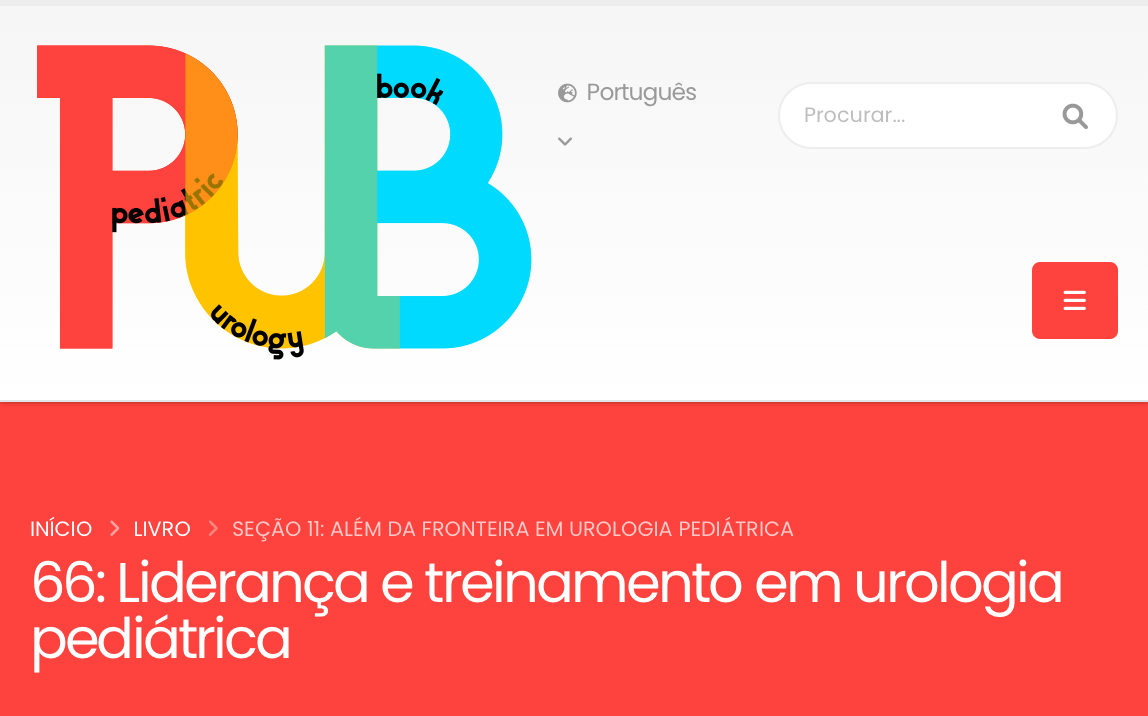 PUB
pediatric
urology
book
Português
Procurar...
INÍCIO
LIVRO
SEÇÃO 11: ALÉM DA FRONTEIRA EM UROLOGIA PEDIÁTRICA
66: Liderança e treinamento em urologia
pediátrica